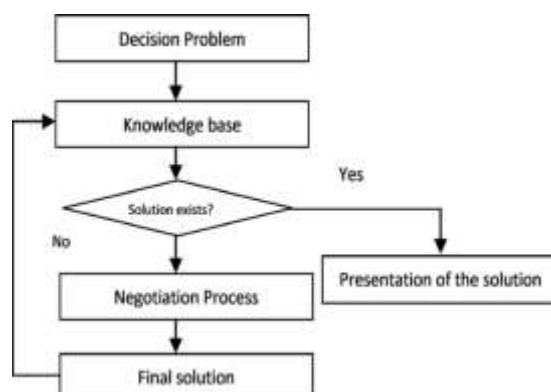 Decision Problem
Knowledge base
Yes
Solution exists?
No
Presentation of the solution
Negotiation Process
Final solution